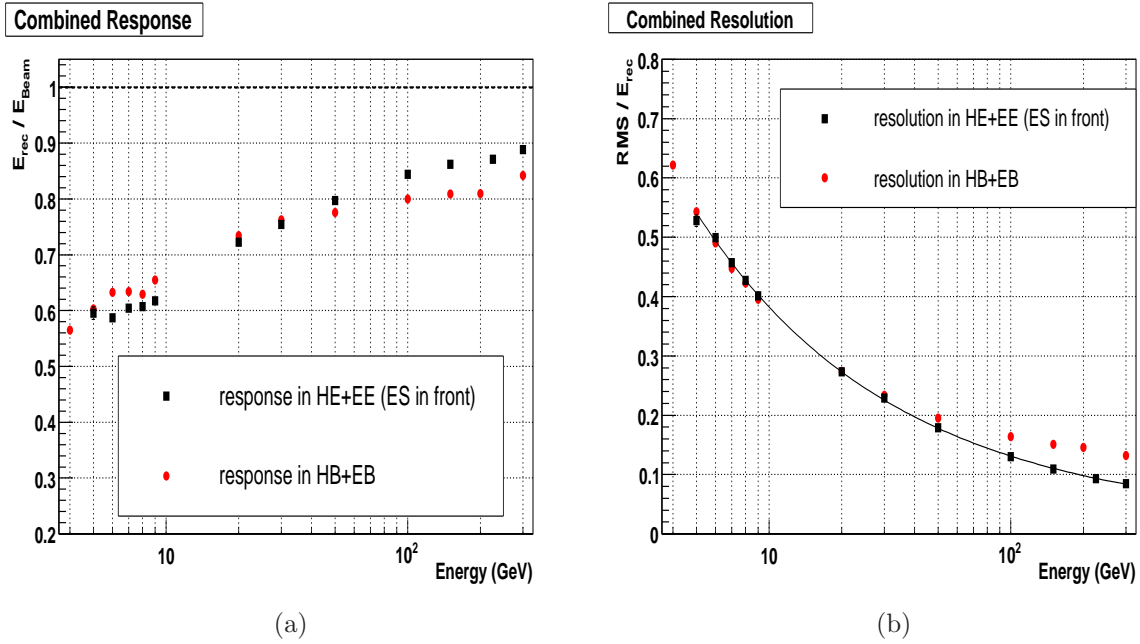 Combined Response
E_rec / E_Beam
1
0.9
0.8
0.7
0.6
0.5
0.4
0.3
0.2
response in HE+EE (ES in front)
response in HB+EB
10
10²
Energy (GeV)
(a)
Combined Resolution
RMS / E_rec
0.8
0.7
0.6
0.5
0.4
0.3
0.2
0.1
0
resolution in HE+EE (ES in front)
resolution in HB+EB
10
10²
Energy (GeV)
(b)